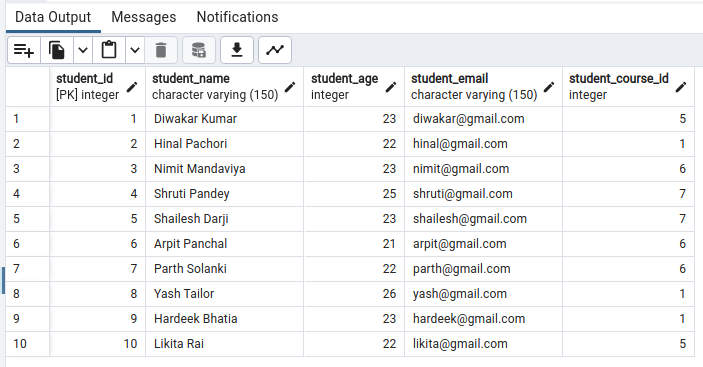 Data Output Messages Notifications
student_id student_name student_age student_email student_course_id
[PK] integer character varying (150) integer character varying (150) integer
1 1 Diwakar Kumar 23 diwakar@gmail.com 5
2 2 Hinal Pachori 22 hinal@gmail.com 1
3 3 Nimit Mandaviya 23 nimit@gmail.com 6
4 4 Shruti Pandey 25 shruti@gmail.com 7
5 5 Shailesh Darji 23 shailesh@gmail.com 7
6 6 Arpit Panchal 21 arpit@gmail.com 6
7 7 Parth Solanki 22 parth@gmail.com 6
8 8 Yash Tailor 26 yash@gmail.com 1
9 9 Hardeek Bhatia 23 hardeek@gmail.com 1
10 10 Likita Rai 22 likita@gmail.com 5